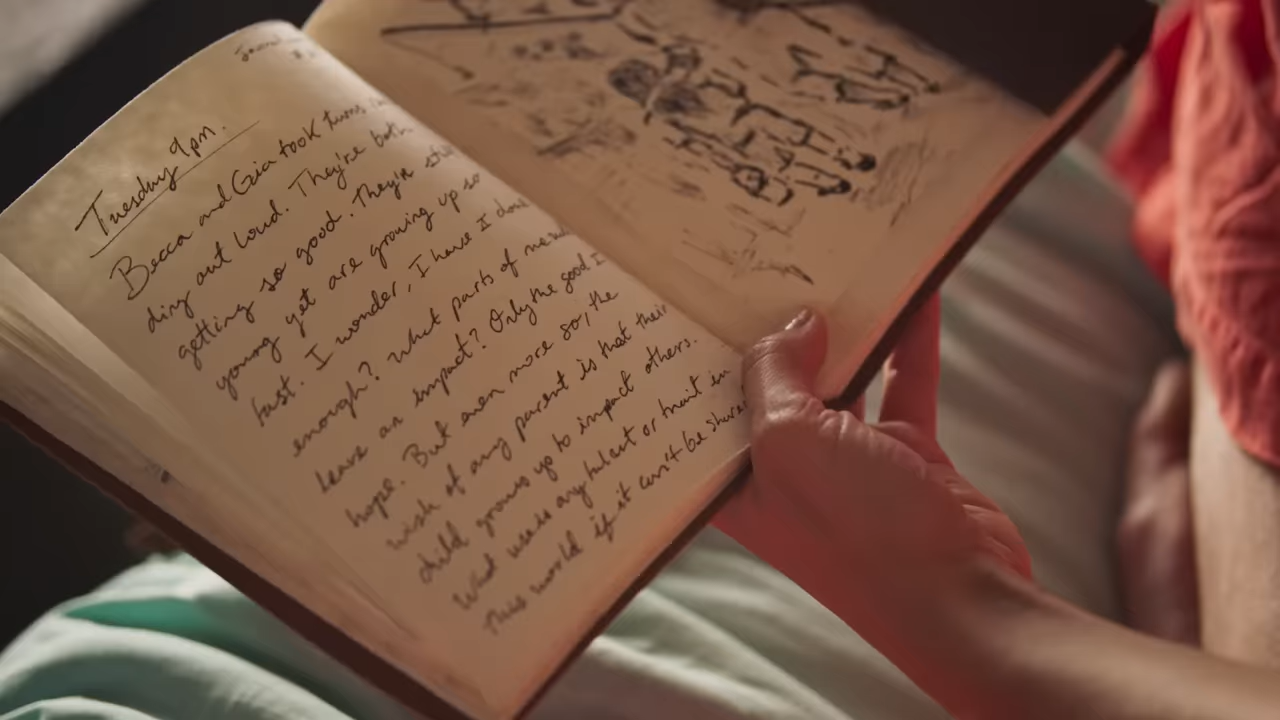 Tuesday 9pm.
Becca and Gia took turns
ding out loud. They're both
getting so good. They're still
young yet are growing up so
fast. I wonder, I have I done
enough? What parts of me will
leave an impact? Only the good I
hope. But even more so, the
wish of any parent is that their
child grows up to impact others.
What use is any talent or trait in
this world if it can't be shared